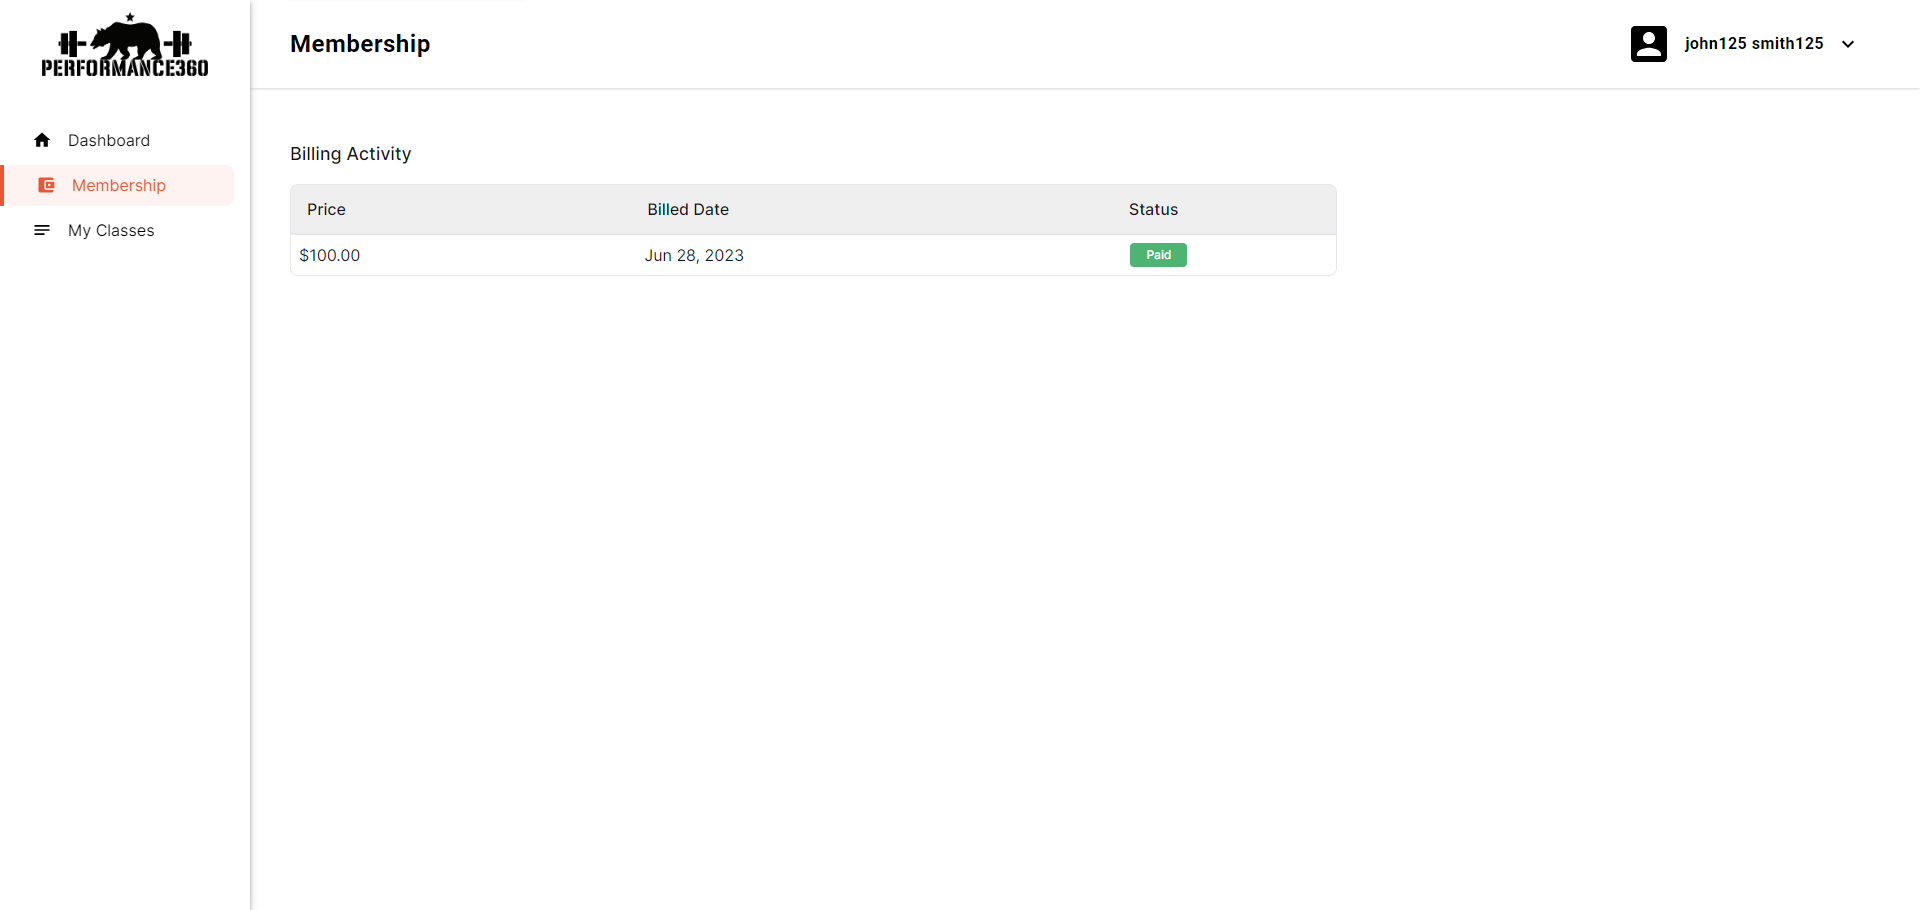 PERFORMANCE360
Dashboard
Membership
My Classes
Membership
john125 smith125
Billing Activity
Price Billed Date Status
$100.00 Jun 28, 2023 Paid